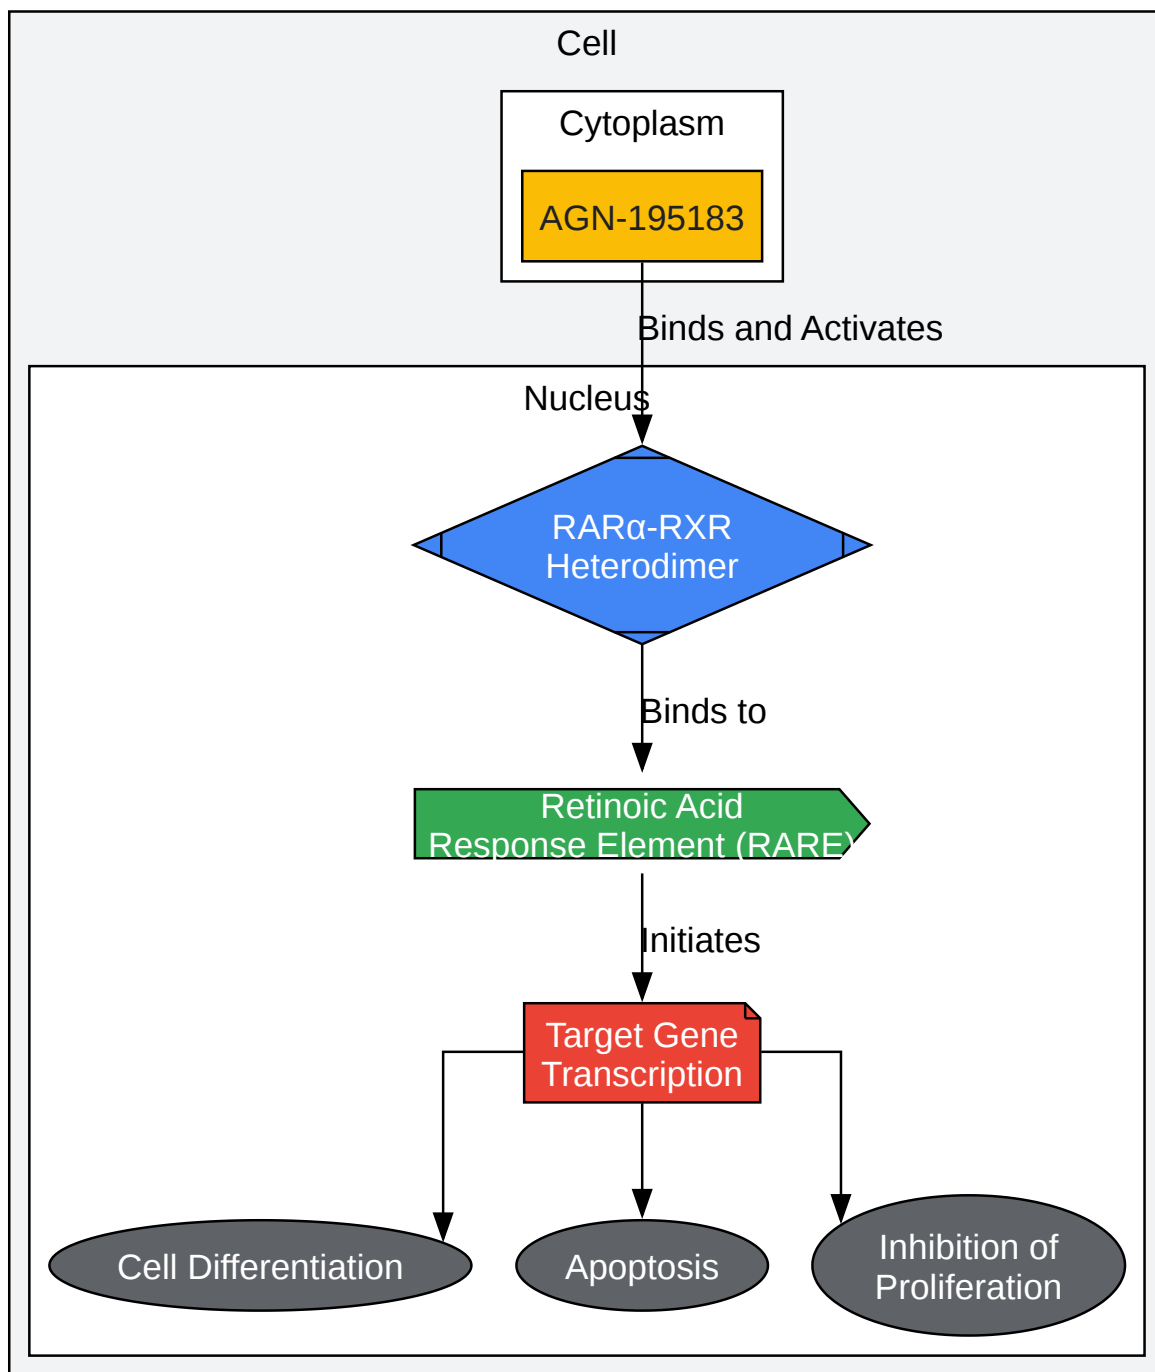 Cell
Cytoplasm
AGN-195183
Binds and Activates
Nucleus
RARα-RXR
Heterodimer
Binds to
Retinoic Acid
Response Element (RARE)
Initiates
Target Gene
Transcription
Cell Differentiation
Apoptosis
Inhibition of
Proliferation